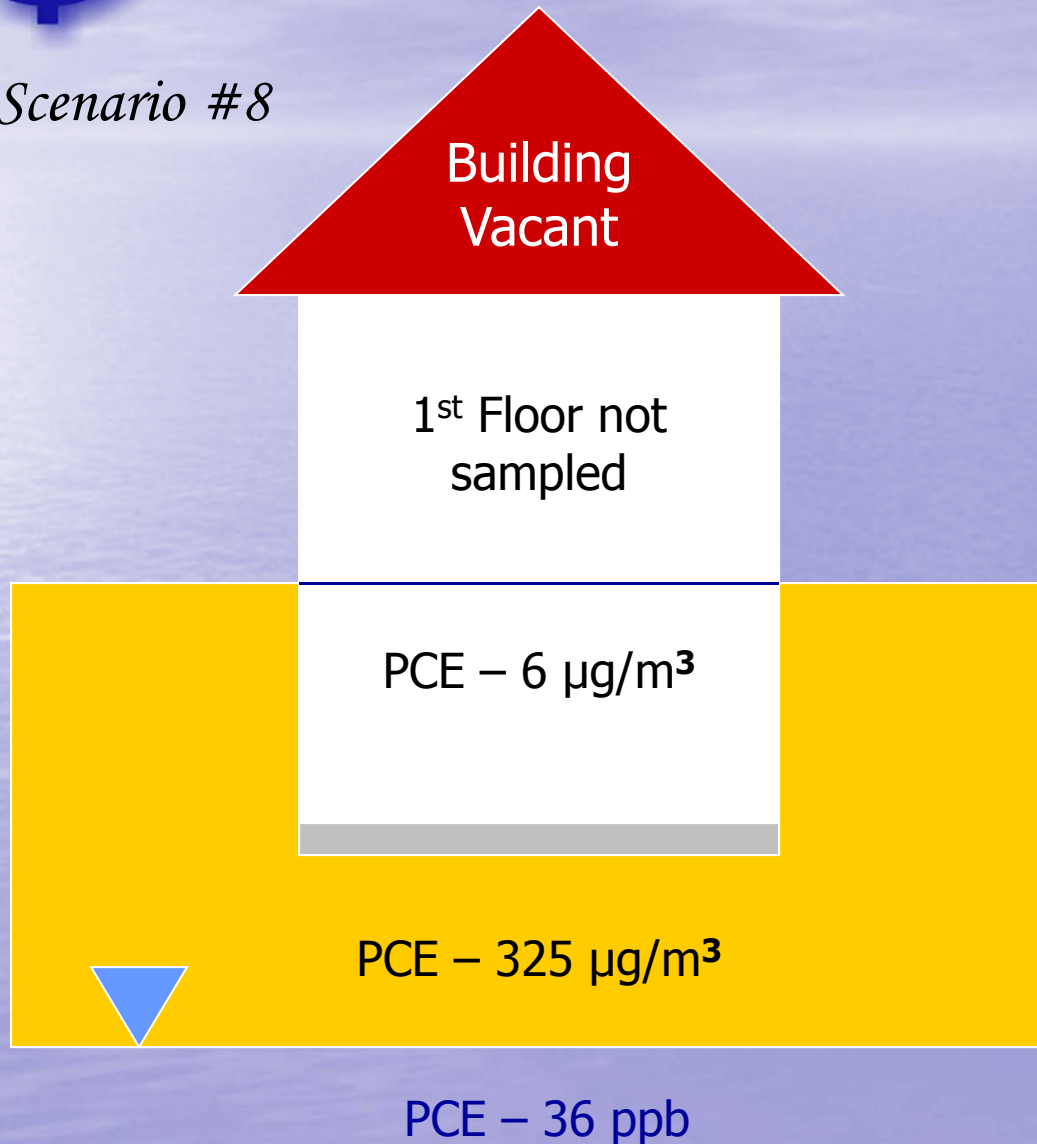 Scenario #8
Building
Vacant
1st Floor not
sampled
PCE – 6 µg/m³
PCE – 325 µg/m³
PCE – 36 ppb